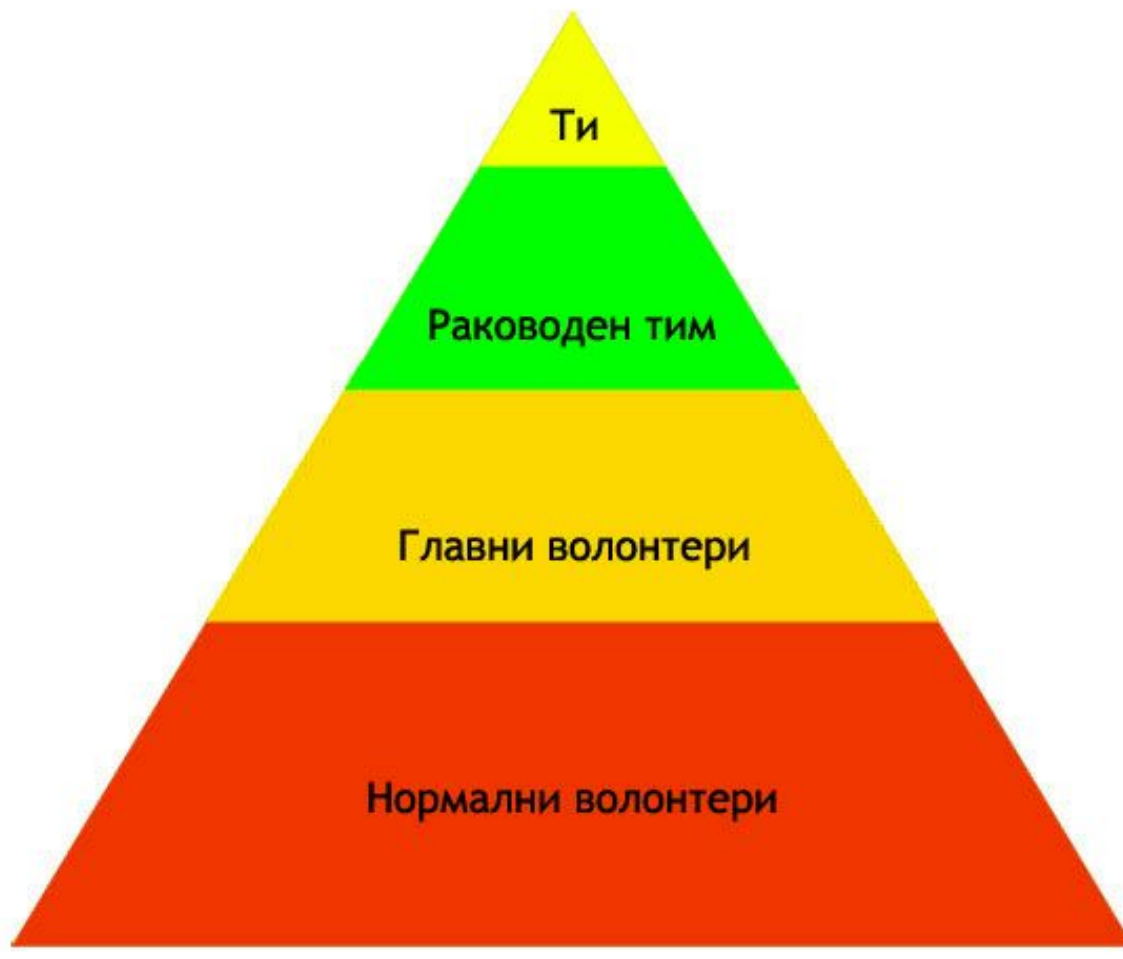 Ти
Раководен тим
Главни волонтери
Нормални волонтери